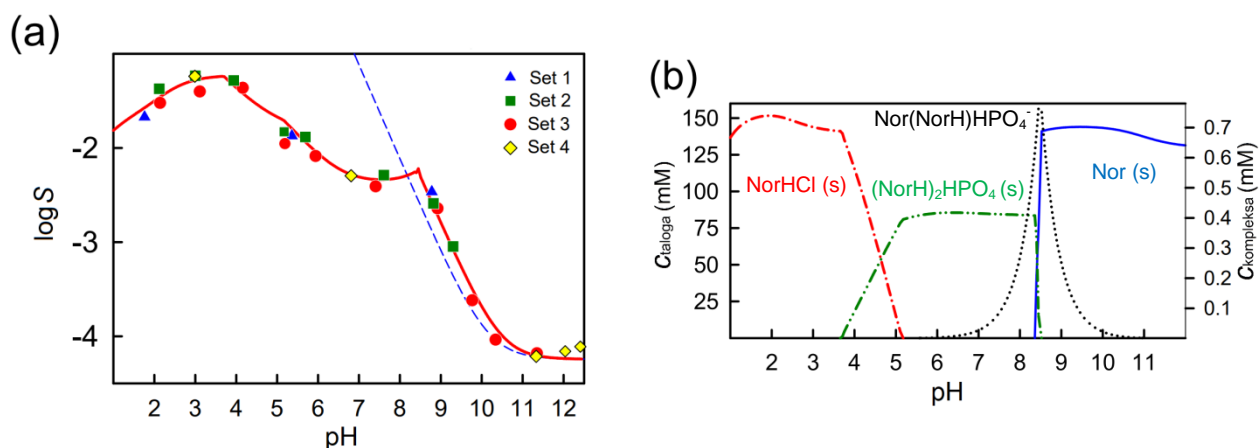 (a)
Set 1
Set 2
Set 3
Set 4
log S
-2
-3
-4
2 3 4 5 6 7 8 9 10 11 12
pH
(b)
Nor(NorH)HPO4-
NorHCl (s)
(NorH)2HPO4 (s)
Nor (s)
ctaloga (mM)
150
125
100
75
50
25
ckompleksa (mM)
0.7
0.6
0.5
0.4
0.3
0.2
0.1
2 3 4 5 6 7 8 9 10 11
pH